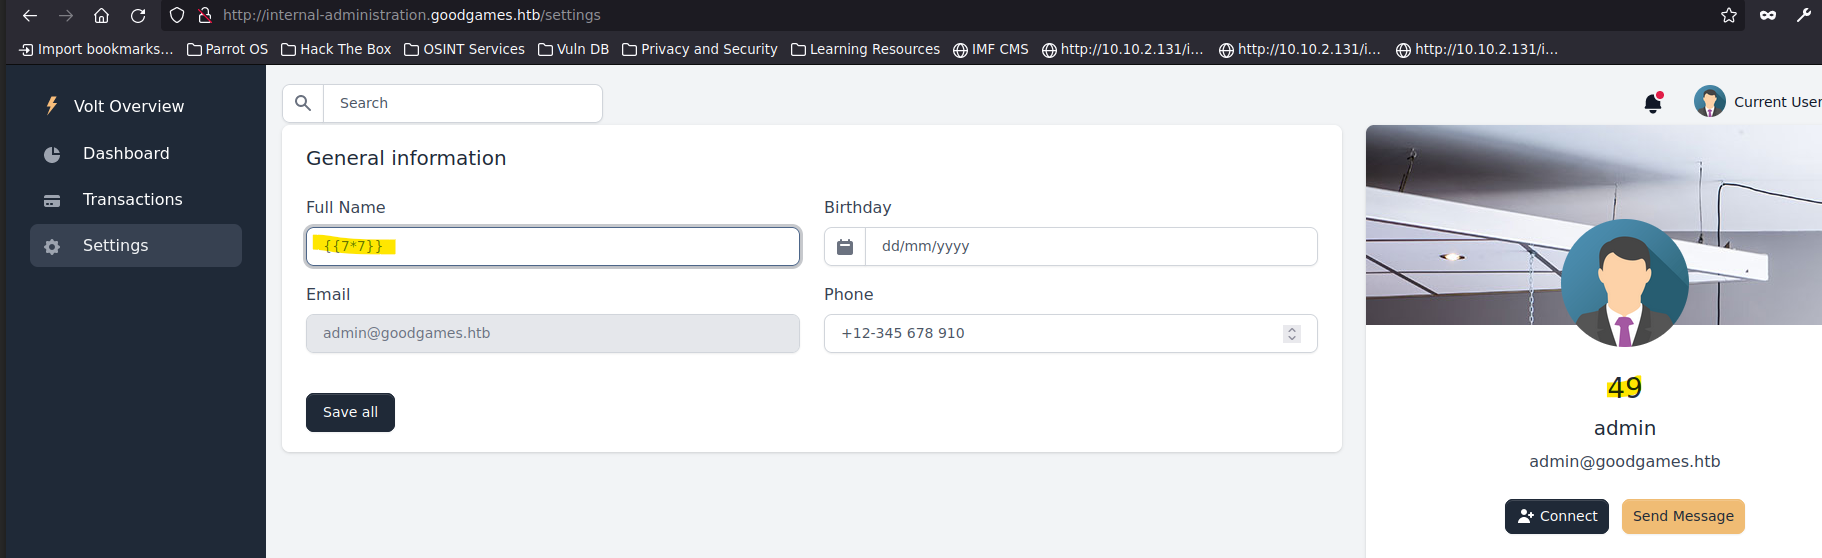 http://internal-administration.goodgames.htb/settings
Import bookmarks... Parrot OS Hack The Box OSINT Services Vuln DB Privacy and Security Learning Resources IMF CMS http://10.10.2.131/i... http://10.10.2.131/i... http://10.10.2.131/i...
Volt Overview
Dashboard
Transactions
Settings
Search
Current User
General information
Full Name
{{7*7}}
Birthday
dd/mm/yyyy
Email
admin@goodgames.htb
Phone
+12-345 678 910
Save all
49
admin
admin@goodgames.htb
Connect
Send Message